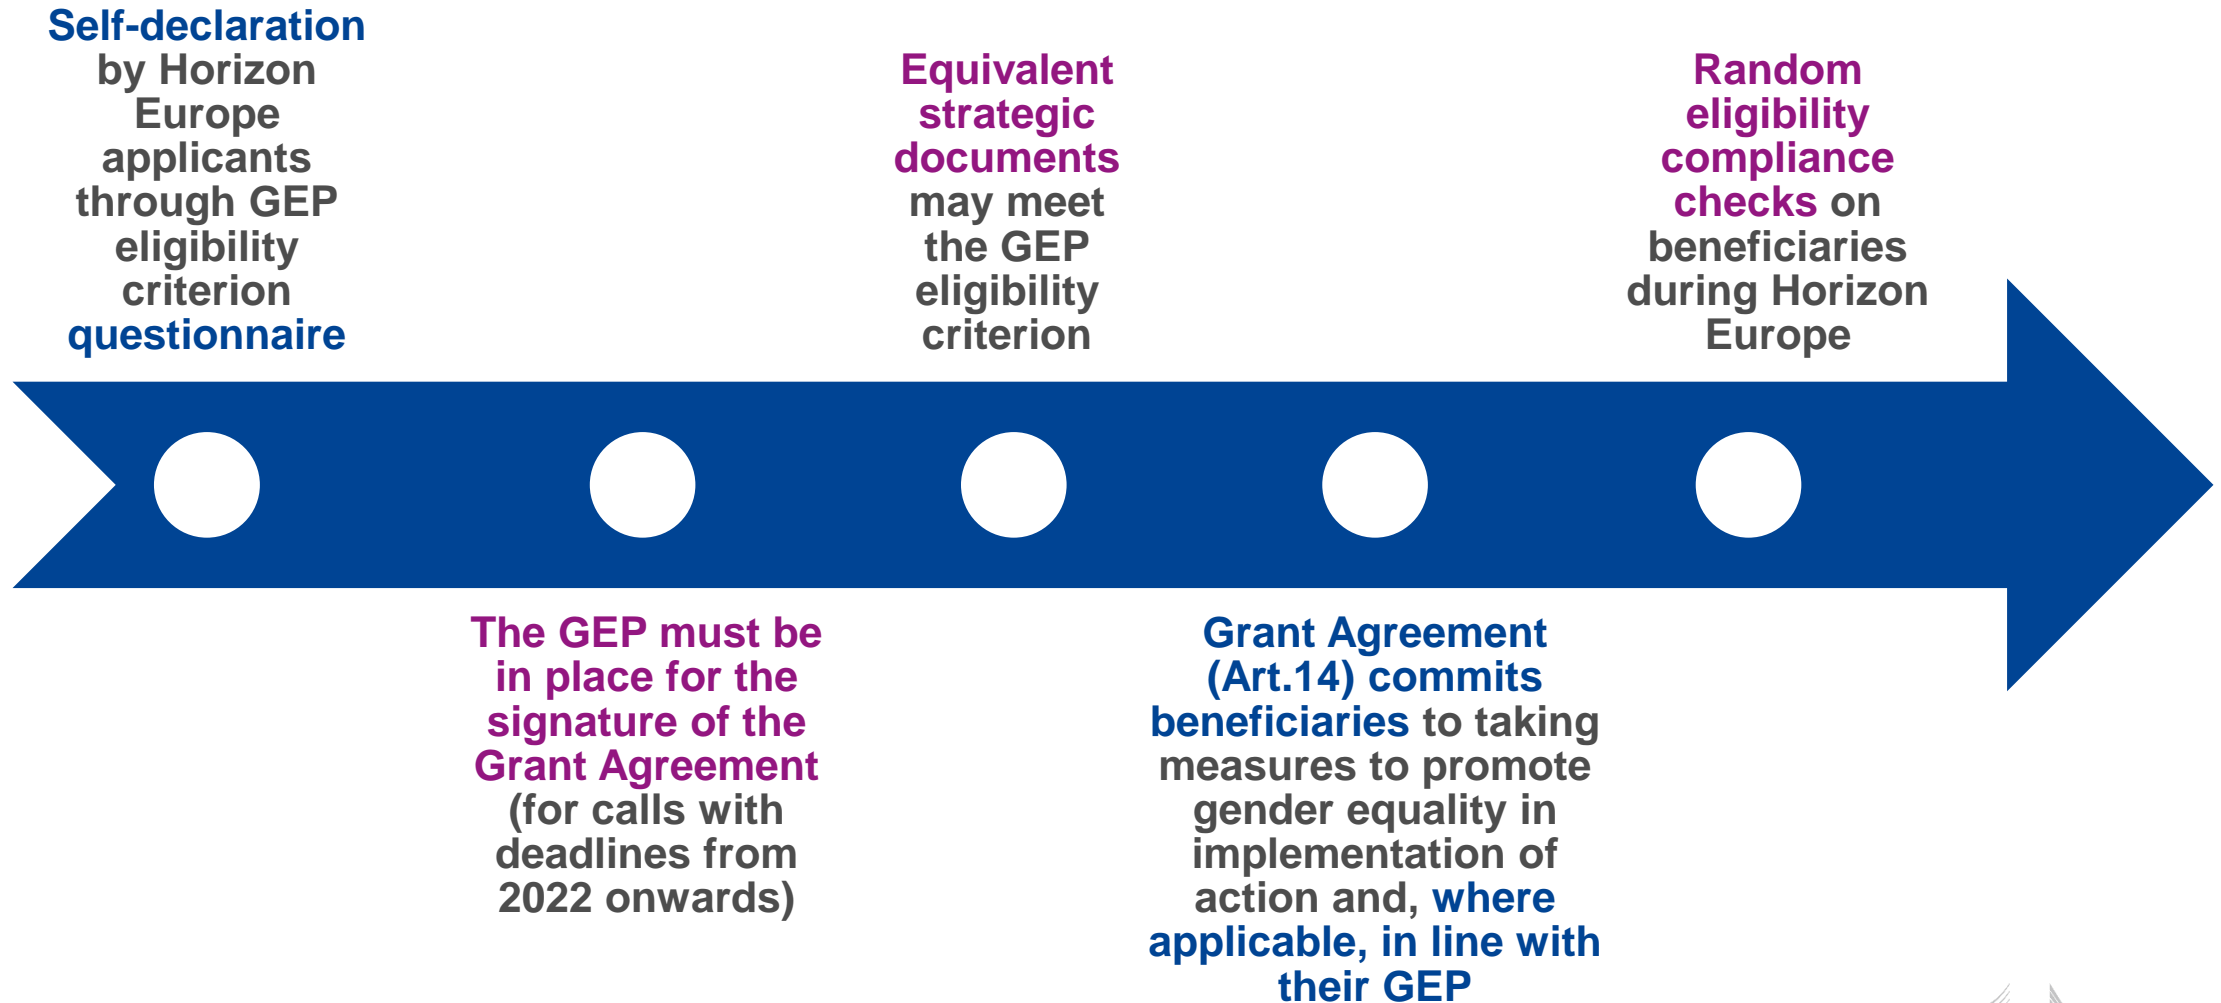 Self-declaration
by Horizon
Europe
applicants
through GEP
eligibility
criterion
questionnaire
The GEP must be
in place for the
signature of the
Grant Agreement
(for calls with
deadlines from
2022 onwards)
Equivalent
strategic
documents
may meet
the GEP
eligibility
criterion
Grant Agreement
(Art.14) commits
beneficiaries to taking
measures to promote
gender equality in
implementation of
action and, where
applicable, in line with
their GEP
Random
eligibility
compliance
checks on
beneficiaries
during Horizon
Europe